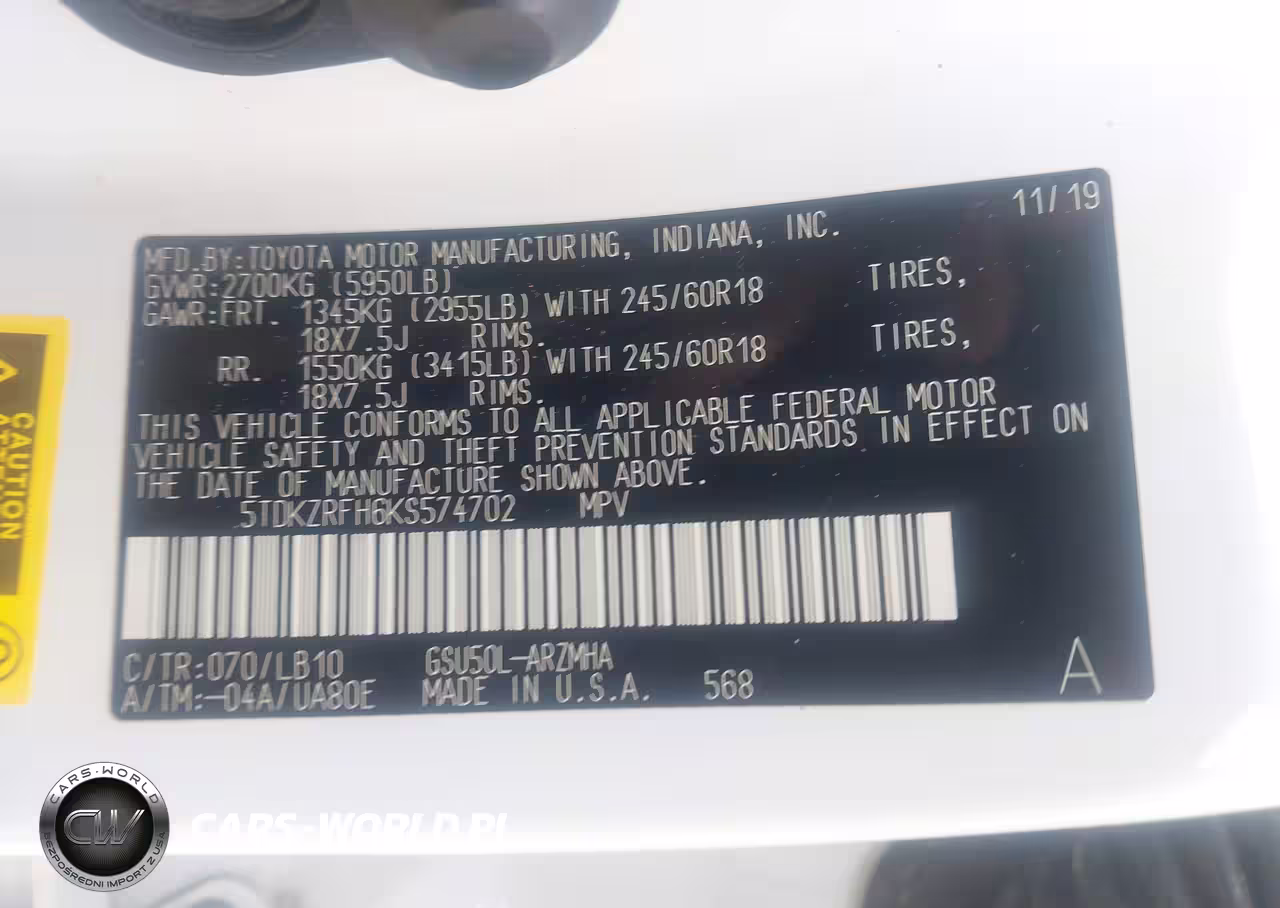 11/19
MFD.BY:TOYOTA MOTOR MANUFACTURING, INDIANA, INC.
GVWR:2700KG (5950LB)
GAWR:FRT. 1345KG (2955LB) WITH 245/60R18 TIRES,
18X7.5J RIMS.
RR. 1550KG (3415LB) WITH 245/60R18 TIRES,
18X7.5J RIMS.
THIS VEHICLE CONFORMS TO ALL APPLICABLE FEDERAL MOTOR
VEHICLE SAFETY AND THEFT PREVENTION STANDARDS IN EFFECT ON
THE DATE OF MANUFACTURE SHOWN ABOVE.
5TDKZRFH6KS574702 MPV
C/TR:070/LB10 GSU50L-ARZMHA
A/TM:-04A/UA80E MADE IN U.S.A. 568
A
CAUTION
CARS-WORLD
CW
BEZPOŚREDNI IMPORT Z USA
CARS-WORLD.PL